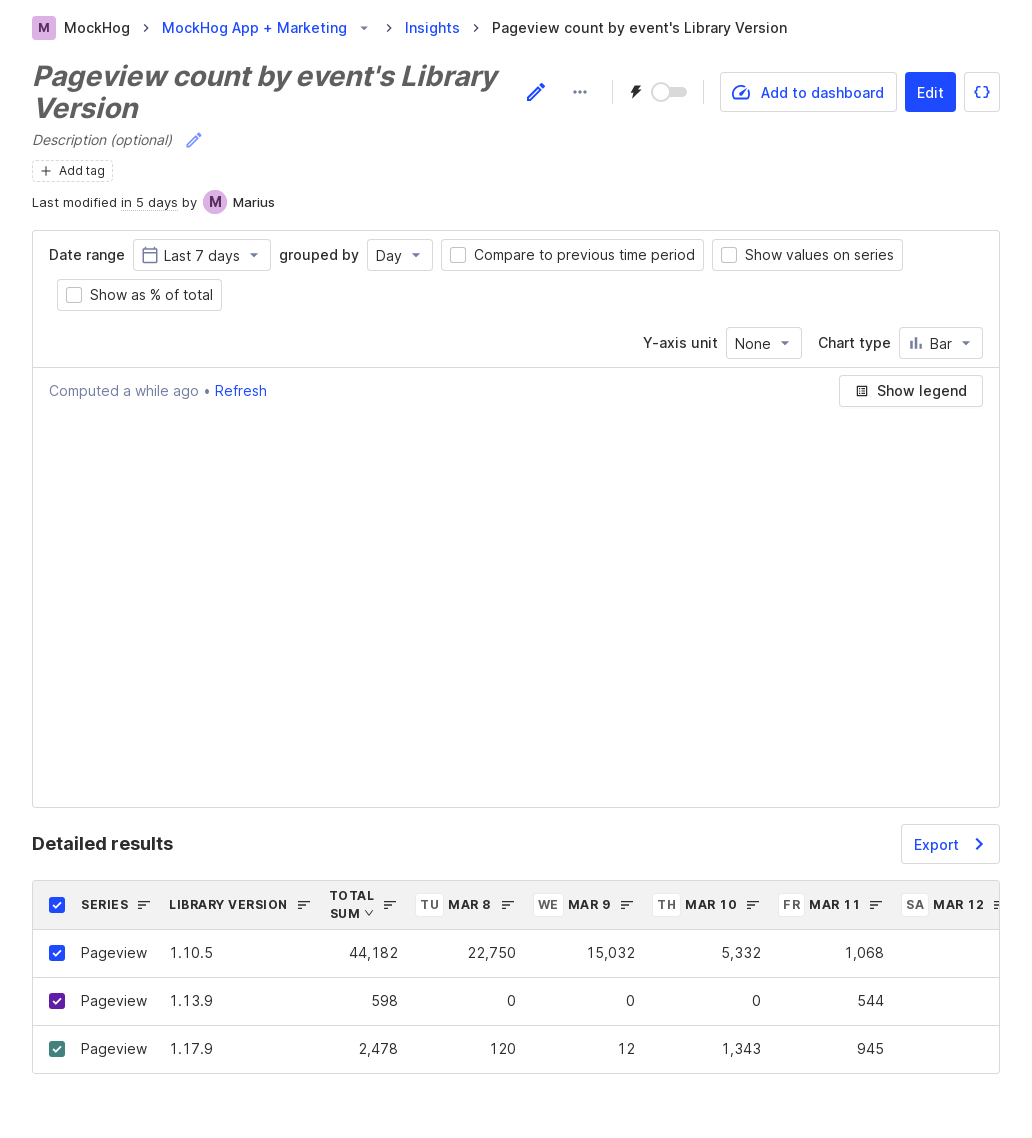 M MockHog MockHog App + Marketing Insights Pageview count by event's Library Version
Pageview count by event's Library
Version
Add to dashboard Edit
Description (optional)
Add tag
Last modified in 5 days by M Marius
Date range Last 7 days grouped by Day Compare to previous time period Show values on series
Show as % of total
Y-axis unit None Chart type Bar
Computed a while ago • Refresh Show legend
Detailed results Export
SERIES LIBRARY VERSION TOTAL SUM TU MAR 8 WE MAR 9 TH MAR 10 FR MAR 11 SA MAR 12
Pageview 1.10.5 44,182 22,750 15,032 5,332 1,068
Pageview 1.13.9 598 0 0 0 544
Pageview 1.17.9 2,478 120 12 1,343 945